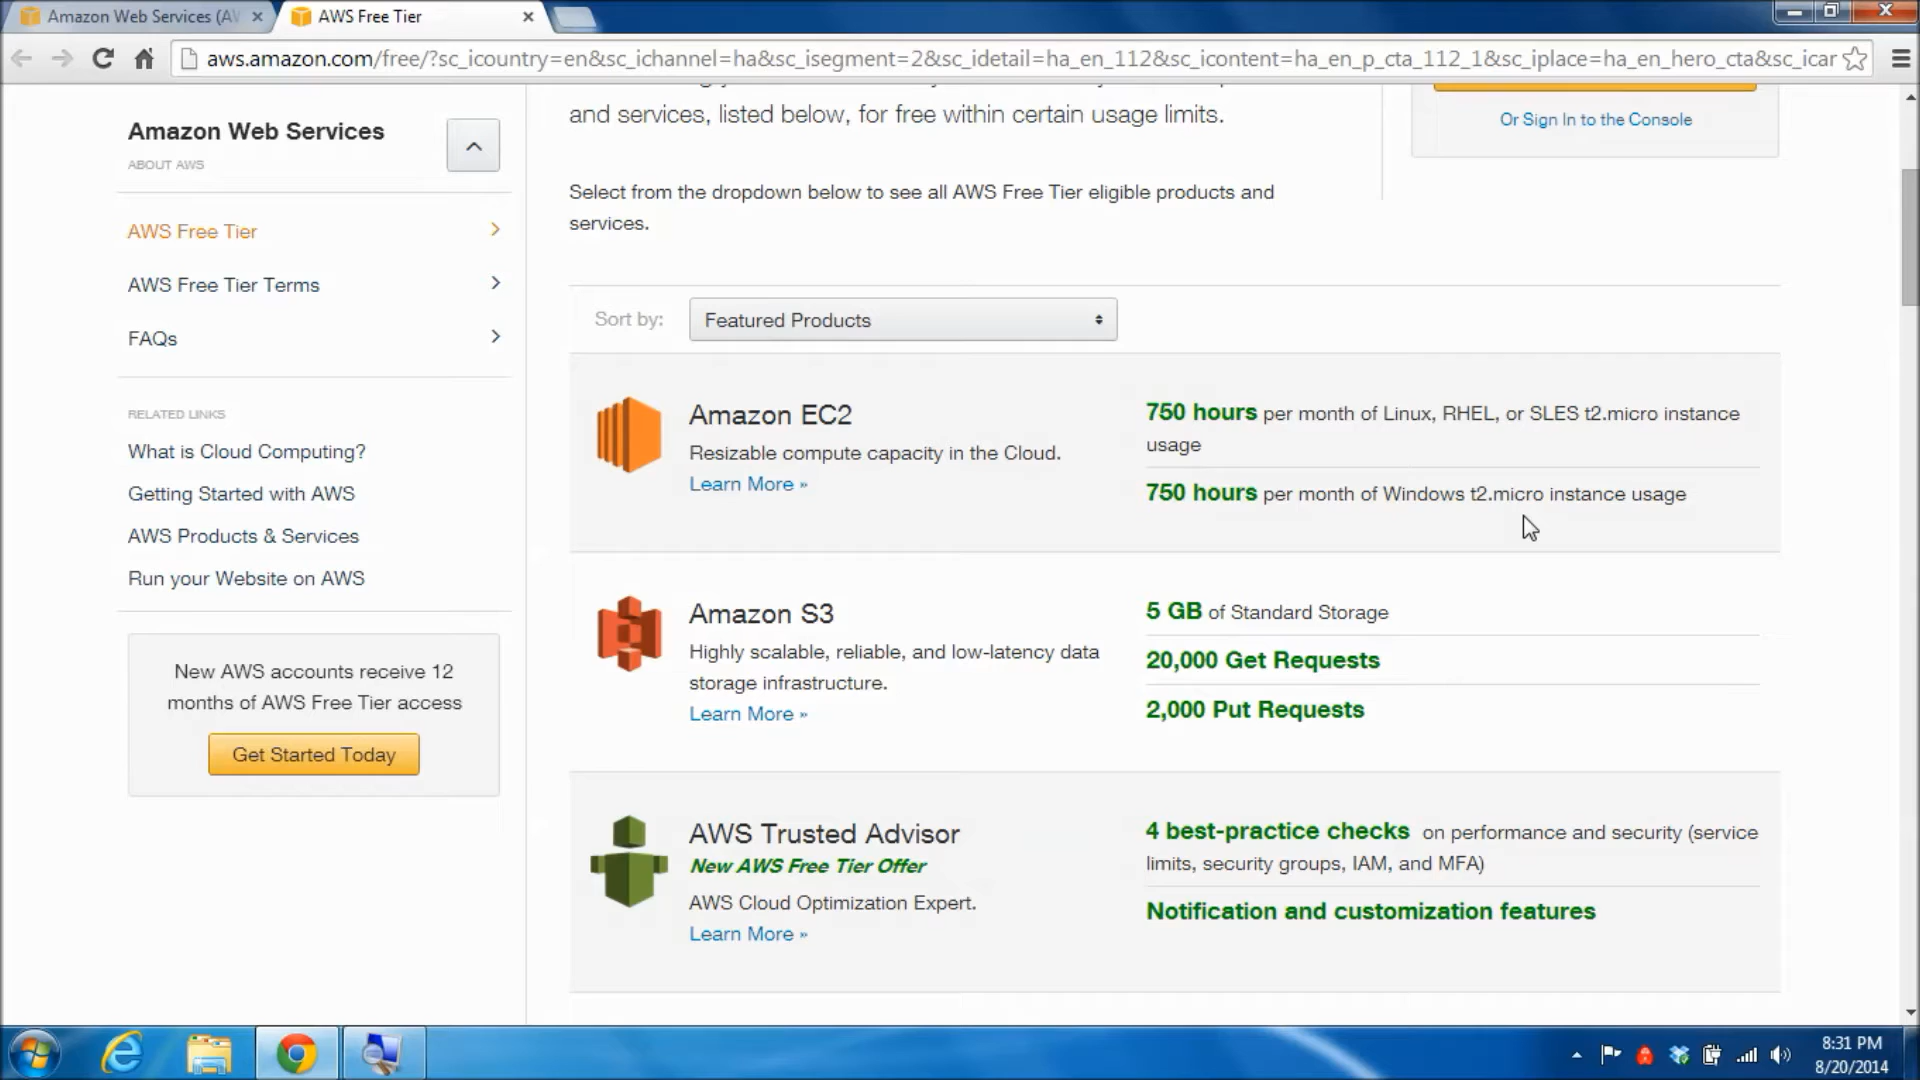 Amazon Web Services (AW
AWS Free Tier
aws.amazon.com/free/?sc_icountry=en&sc_ichannel=ha&sc_isegment=2&sc_idetail=ha_en_112&sc_icontent=ha_en_p_cta_112_1&sc_iplace=ha_en_hero_cta&sc_icar
Amazon Web Services
ABOUT AWS
AWS Free Tier
AWS Free Tier Terms
FAQs
RELATED LINKS
What is Cloud Computing?
Getting Started with AWS
AWS Products & Services
Run your Website on AWS
New AWS accounts receive 12
months of AWS Free Tier access
Get Started Today
and services, listed below, for free within certain usage limits.
Or Sign In to the Console
Select from the dropdown below to see all AWS Free Tier eligible products and
services.
Sort by: Featured Products
Amazon EC2
Resizable compute capacity in the Cloud.
Learn More »
750 hours per month of Linux, RHEL, or SLES t2.micro instance
usage
750 hours per month of Windows t2.micro instance usage
Amazon S3
Highly scalable, reliable, and low-latency data
storage infrastructure.
Learn More »
5 GB of Standard Storage
20,000 Get Requests
2,000 Put Requests
AWS Trusted Advisor
New AWS Free Tier Offer
AWS Cloud Optimization Expert.
Learn More »
4 best-practice checks on performance and security (service
limits, security groups, IAM, and MFA)
Notification and customization features
8:31 PM
8/20/2014